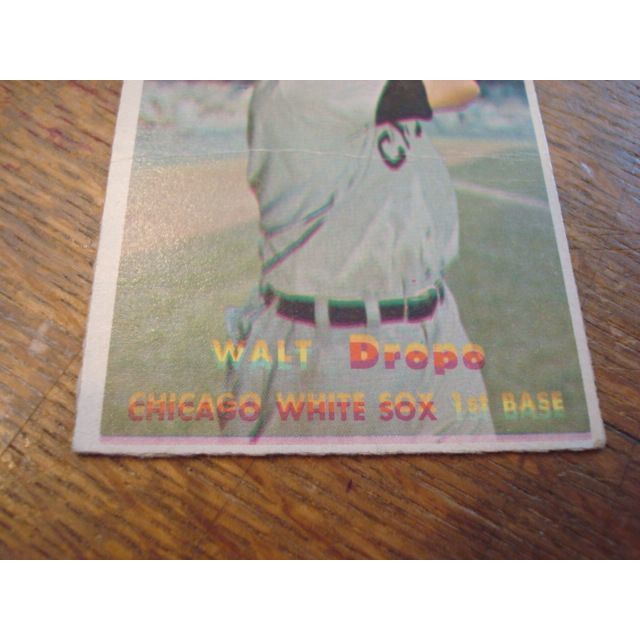 WALT Dropo
CHICAGO WHITE SOX 1st BASE